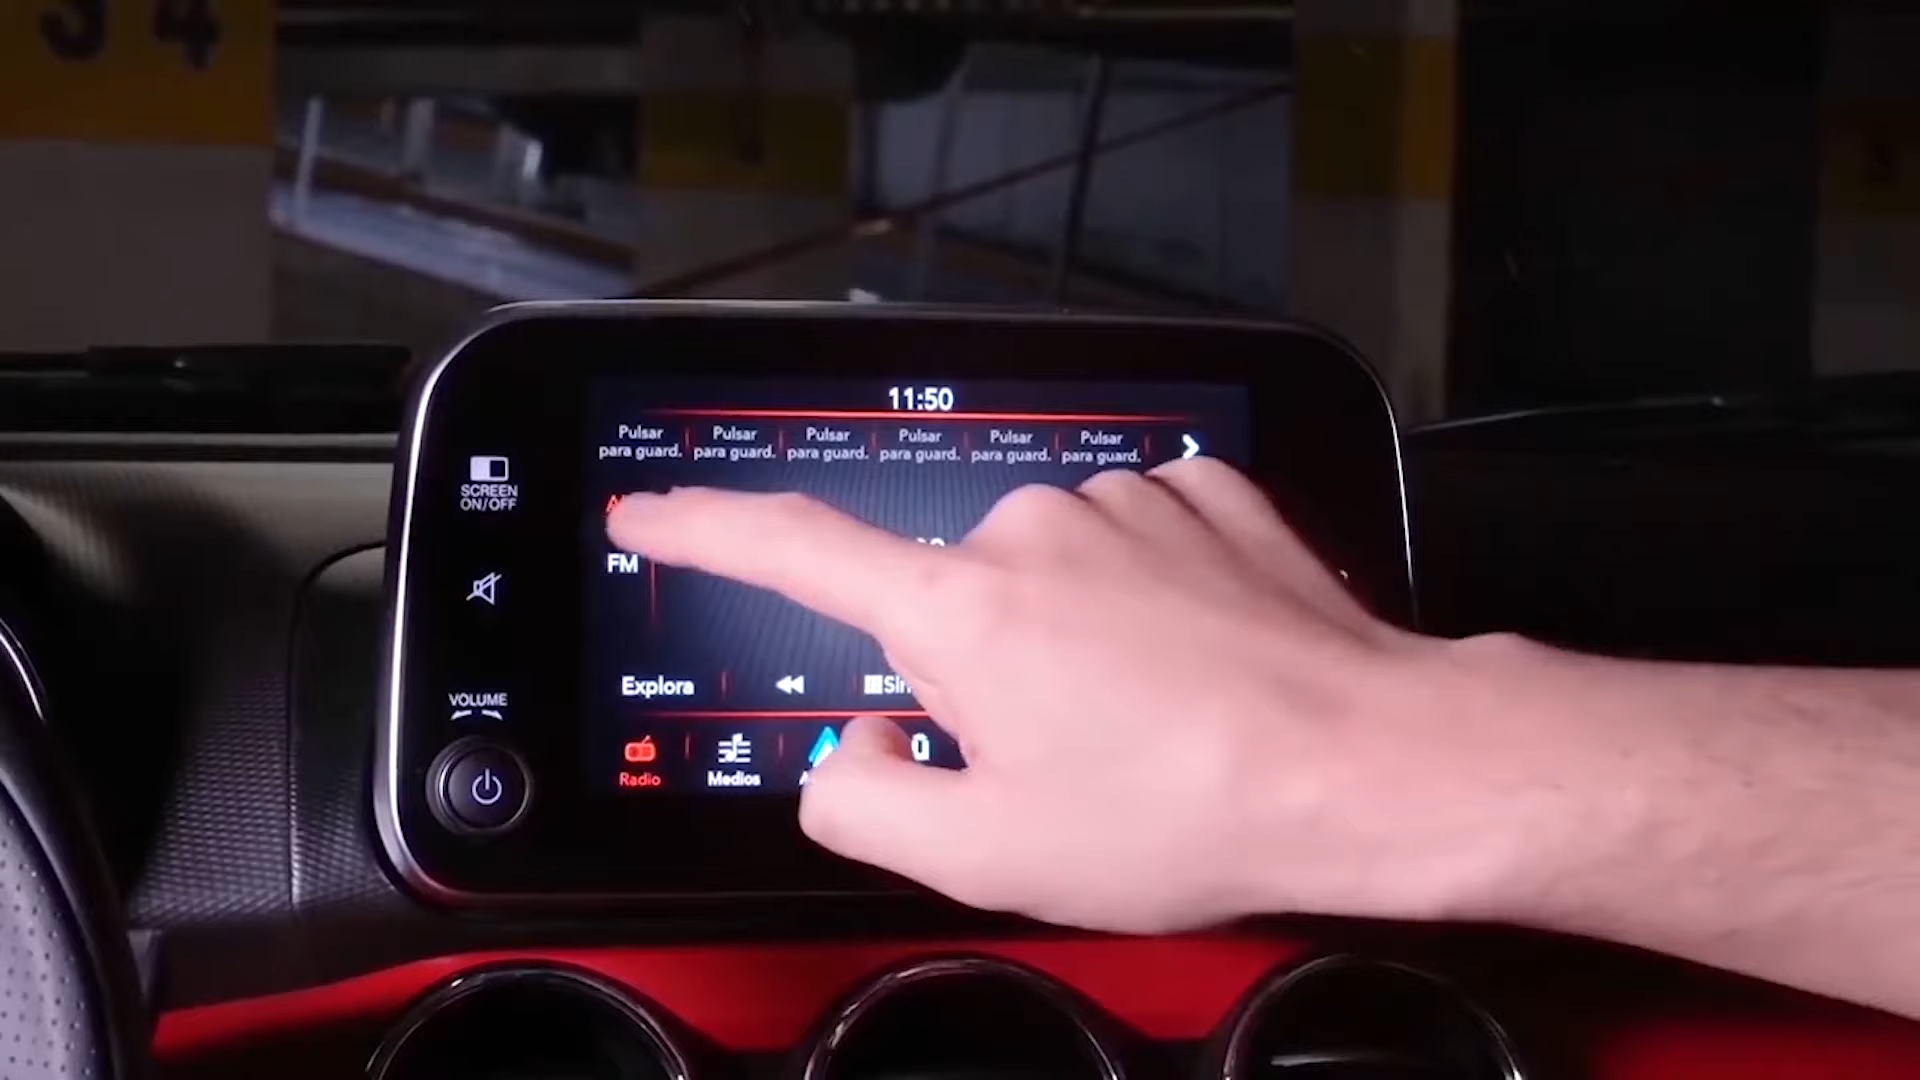 34
11:50
Pulsar para guard. Pulsar para guard. Pulsar para guard. Pulsar para guard. Pulsar para guard. Pulsar para guard.
SCREEN
ON/OFF
FM
Explora
VOLUME
Radio Medios